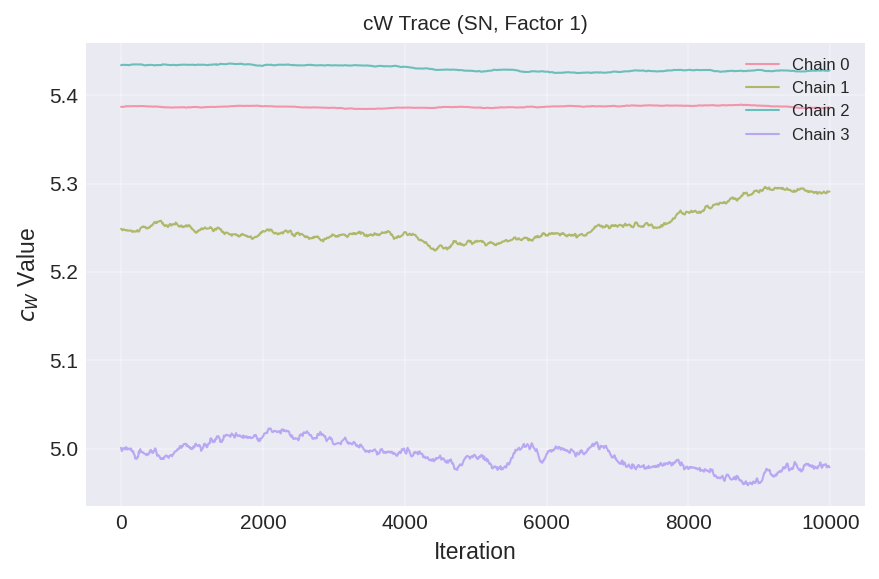 cW Trace (SN, Factor 1)
Chain 0
Chain 1
Chain 2
Chain 3
5.4
5.3
5.2
5.1
5.0
c_W Value
0 2000 4000 6000 8000 10000
Iteration